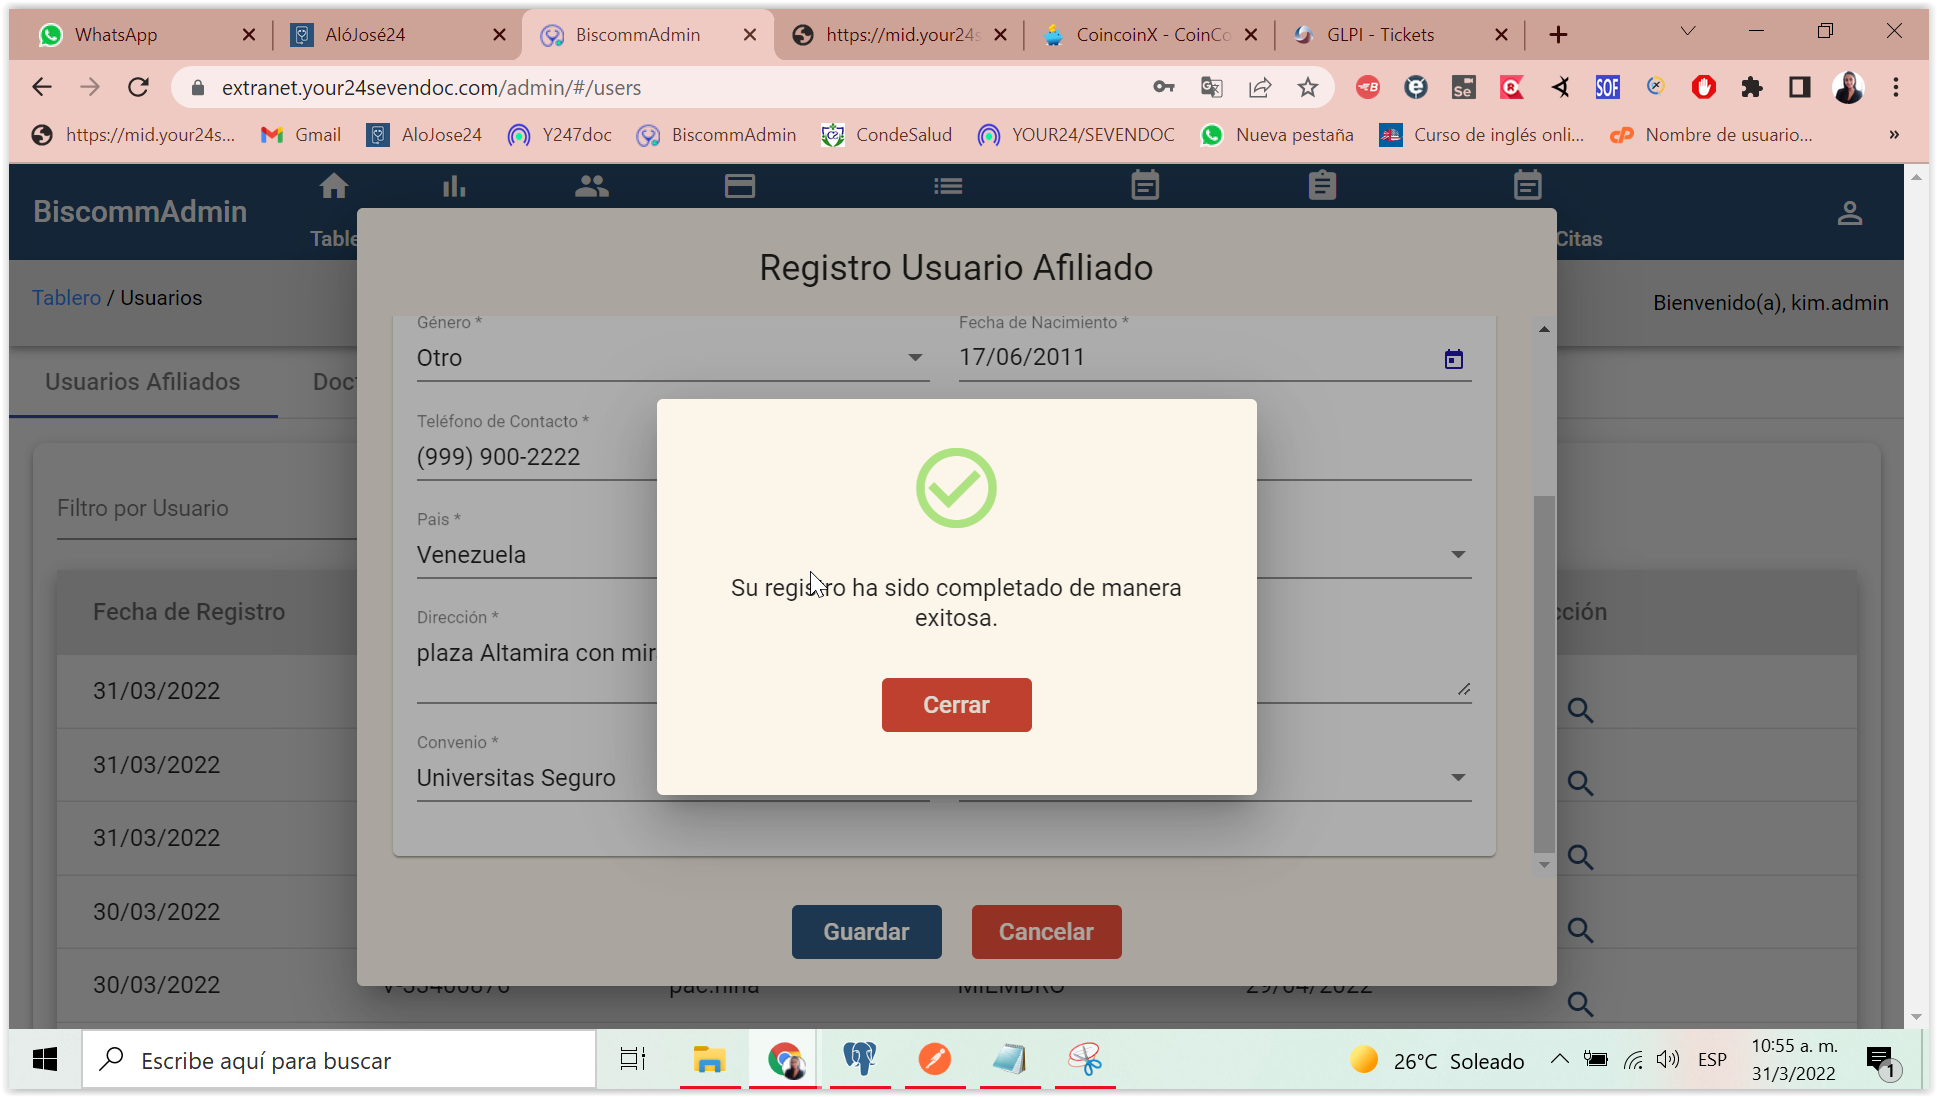 WhatsApp
AlóJosé24
BiscommAdmin
https://mid.your24s
CoincoinX - CoinCo
GLPI - Tickets
extranet.your24sevendoc.com/admin/#/users
https://mid.your24s...
Gmail
AloJose24
Y247doc
BiscommAdmin
CondeSalud
YOUR24/SEVENDOC
Nueva pestaña
Curso de inglés onli...
Nombre de usuario...
»
BiscommAdmin
Table
Citas
Tablero / Usuarios
Bienvenido(a), kim.admin
Usuarios Afiliados
Doc
Registro Usuario Afiliado
Género *
Fecha de Nacimiento *
Otro
17/06/2011
Teléfono de Contacto *
(999) 900-2222
Filtro por Usuario
Pais *
Venezuela
Su registro ha sido completado de manera
exitosa.
Fecha de Registro
cción
Dirección *
plaza Altamira con mir
31/03/2022
Cerrar
Convenio *
31/03/2022
Universitas Seguro
31/03/2022
30/03/2022
Guardar
Cancelar
30/03/2022
MIEMBRO
29/04/2022
Escribe aquí para buscar
26°C Soleado
ESP
10:55 a. m.
31/3/2022
1